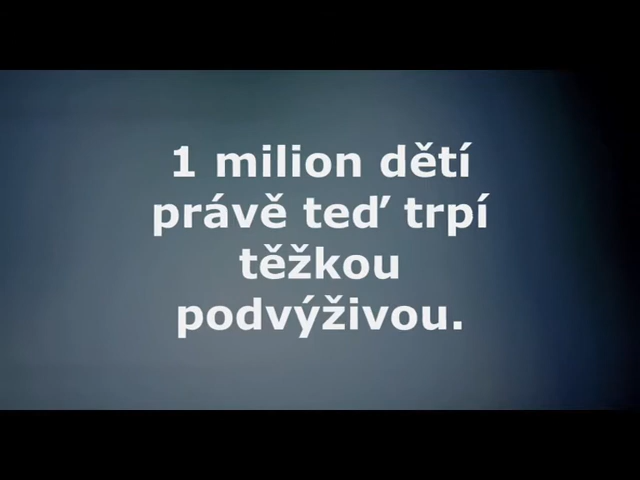 1 milion dětí
právě teď trpí
těžkou
podvýživou.